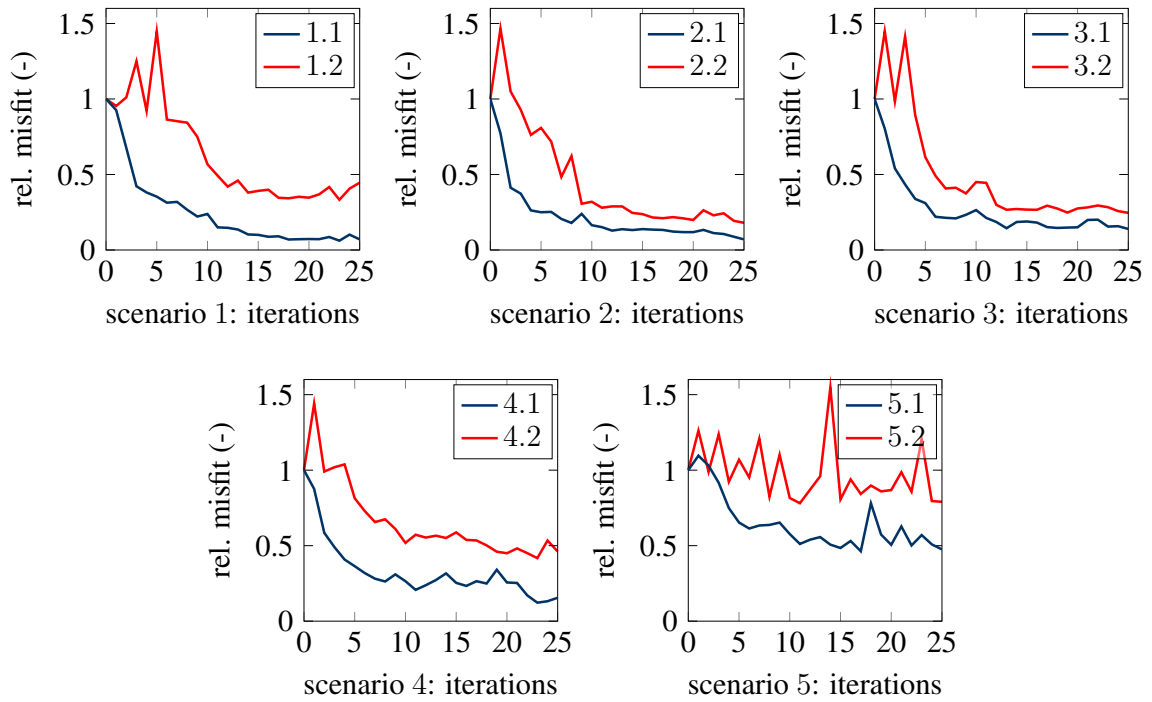 rel. misfit (-)
1.5
1
0.5
0
0 5 10 15 20 25
scenario 1: iterations
1.1
1.2
rel. misfit (-)
1.5
1
0.5
0
0 5 10 15 20 25
scenario 2: iterations
2.1
2.2
rel. misfit (-)
1.5
1
0.5
0
0 5 10 15 20 25
scenario 3: iterations
3.1
3.2
rel. misfit (-)
1.5
1
0.5
0
0 5 10 15 20 25
scenario 4: iterations
4.1
4.2
rel. misfit (-)
1.5
1
0.5
0
0 5 10 15 20 25
scenario 5: iterations
5.1
5.2